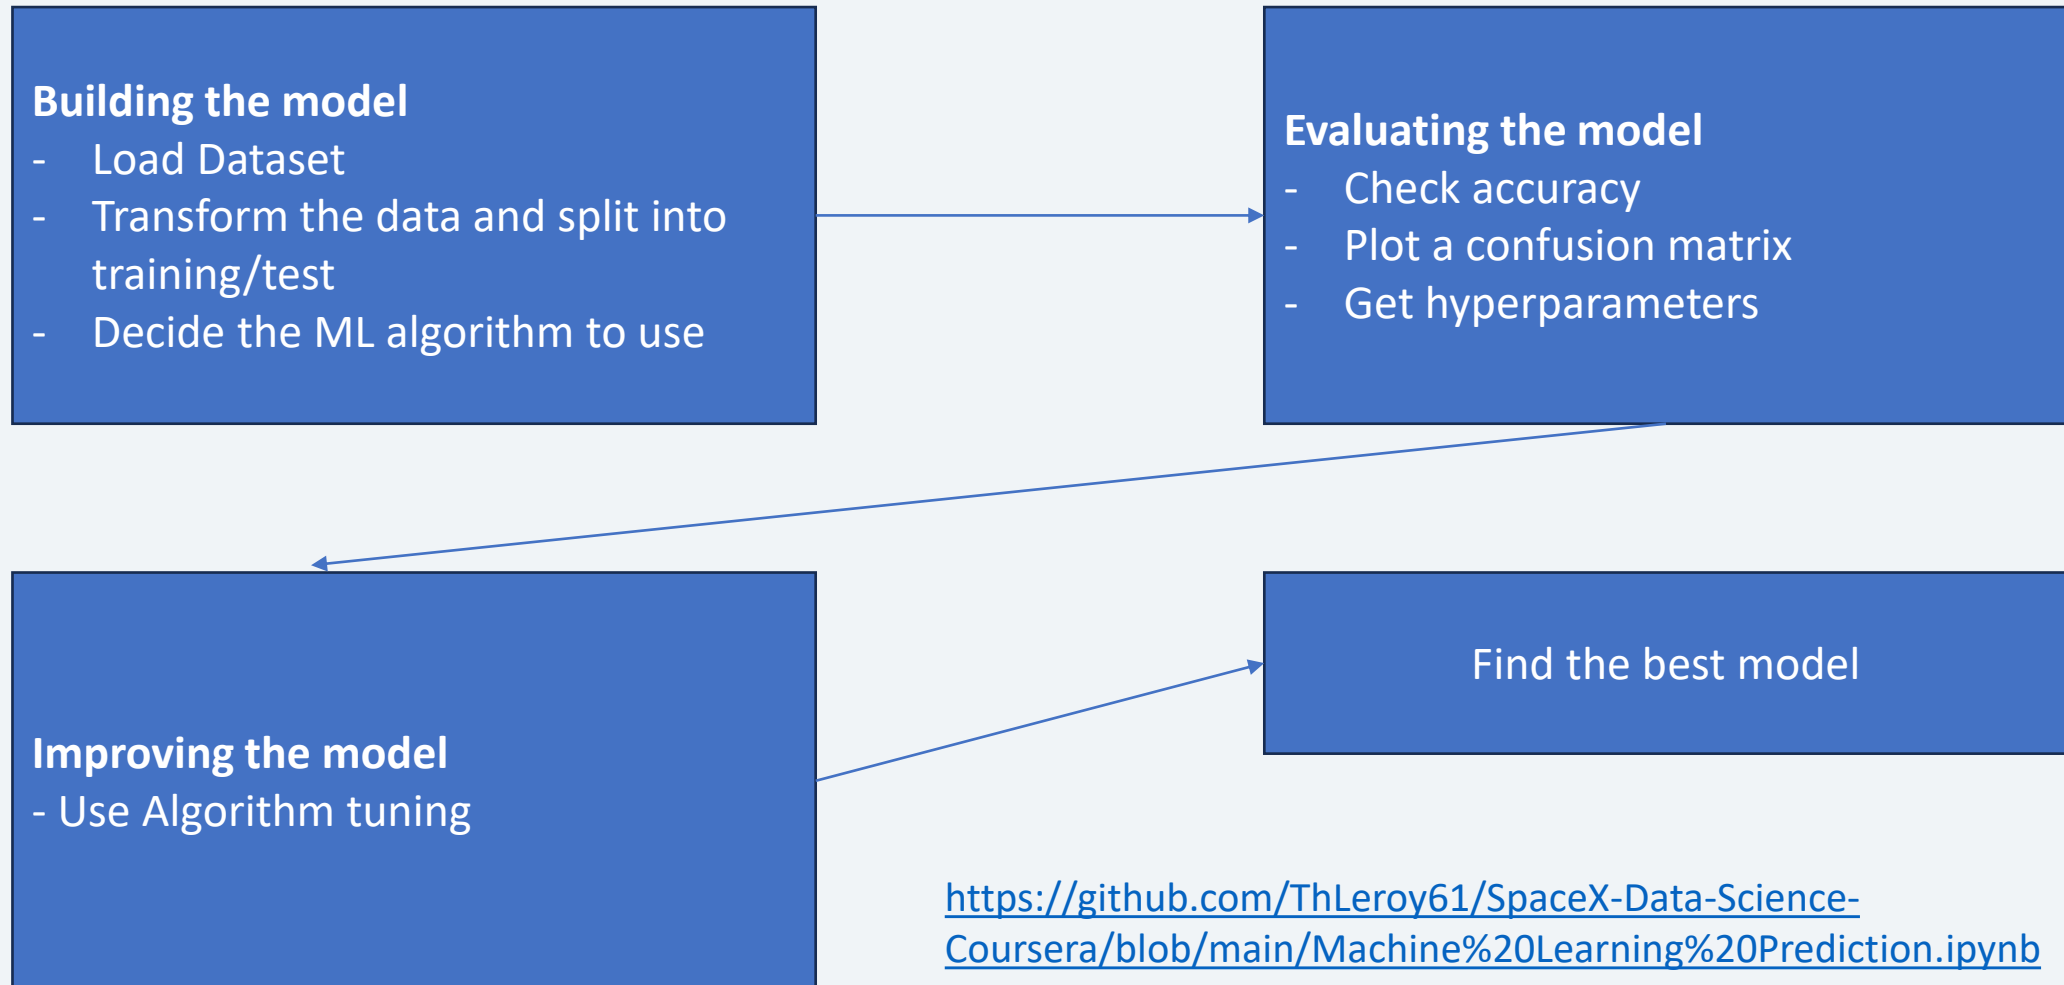 Building the model
- Load Dataset
- Transform the data and split into
training/test
- Decide the ML algorithm to use
Evaluating the model
- Check accuracy
- Plot a confusion matrix
- Get hyperparameters
Improving the model
- Use Algorithm tuning
Find the best model
https://github.com/ThLeroy61/SpaceX-Data-Science-
Coursera/blob/main/Machine%20Learning%20Prediction.ipynb